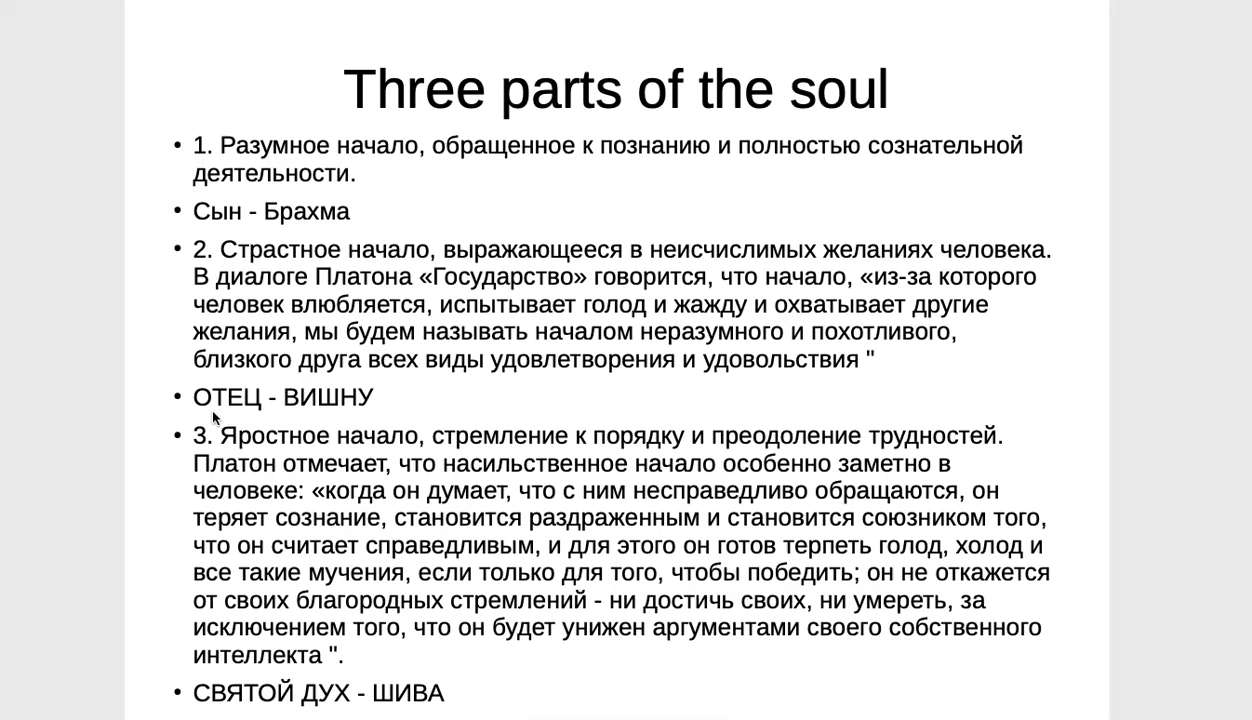 Three parts of the soul
• 1. Разумное начало, обращенное к познанию и полностью сознательной
деятельности.
• Сын - Брахма
• 2. Страстное начало, выражающееся в неисчислимых желаниях человека.
В диалоге Платона «Государство» говорится, что начало, «из-за которого
человек влюбляется, испытывает голод и жажду и охватывает другие
желания, мы будем называть началом неразумного и похотливого,
близкого друга всех виды удовлетворения и удовольствия "
• ОТЕЦ - ВИШНУ
• 3. Яростное начало, стремление к порядку и преодоление трудностей.
Платон отмечает, что насильственное начало особенно заметно в
человеке: «когда он думает, что с ним несправедливо обращаются, он
теряет сознание, становится раздраженным и становится союзником того,
что он считает справедливым, и для этого он готов терпеть голод, холод и
все такие мучения, если только для того, чтобы победить; он не откажется
от своих благородных стремлений - ни достичь своих, ни умереть, за
исключением того, что он будет унижен аргументами своего собственного
интеллекта ".
• СВЯТОЙ ДУХ - ШИВА